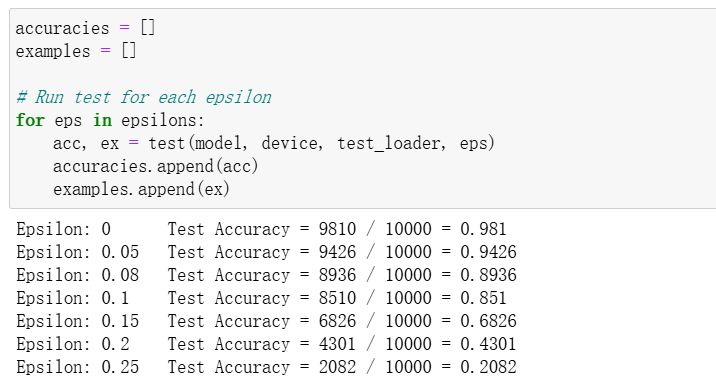 accuracies = []
examples = []
# Run test for each epsilon
for eps in epsilons:
    acc, ex = test(model, device, test_loader, eps)
    accuracies.append(acc)
    examples.append(ex)
Epsilon: 0      Test Accuracy = 9810 / 10000 = 0.981
Epsilon: 0.05   Test Accuracy = 9426 / 10000 = 0.9426
Epsilon: 0.08   Test Accuracy = 8936 / 10000 = 0.8936
Epsilon: 0.1    Test Accuracy = 8510 / 10000 = 0.851
Epsilon: 0.15   Test Accuracy = 6826 / 10000 = 0.6826
Epsilon: 0.2    Test Accuracy = 4301 / 10000 = 0.4301
Epsilon: 0.25   Test Accuracy = 2082 / 10000 = 0.2082